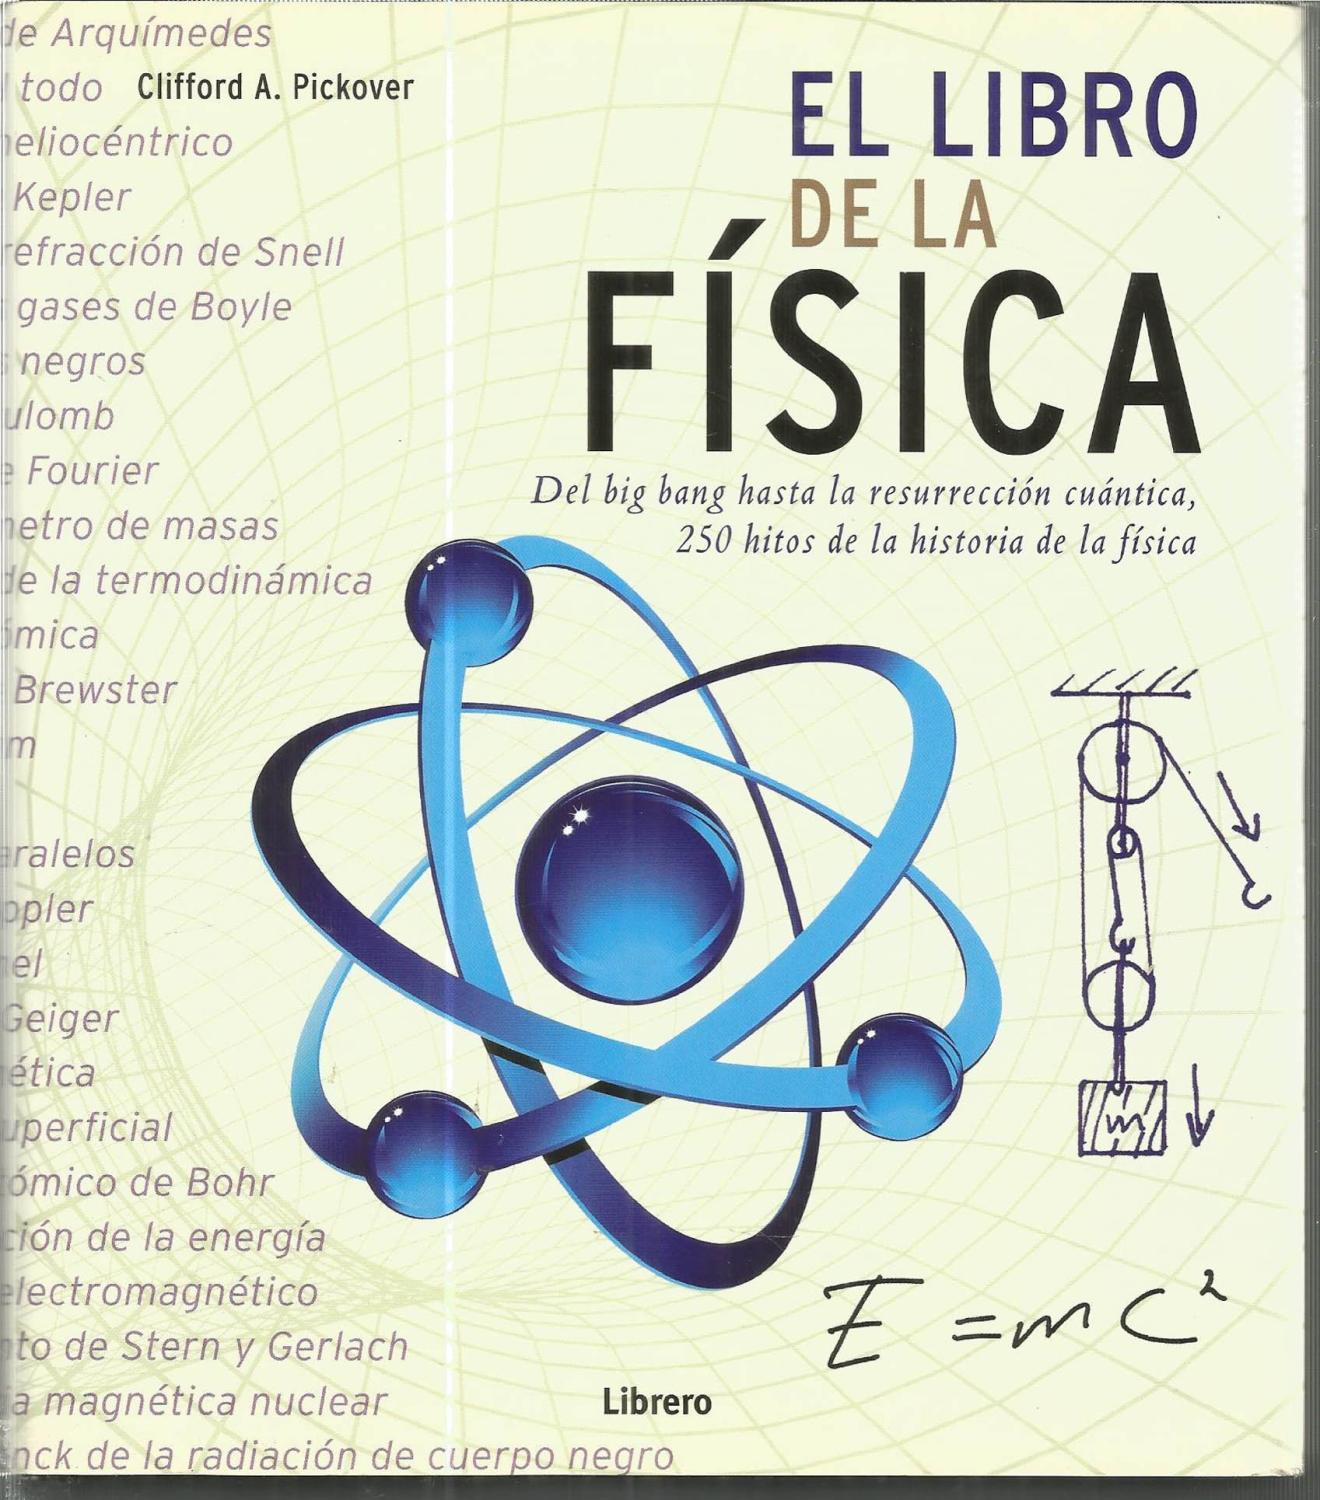 de Arquímedes
todo
Clifford A. Pickover
heliocéntrico
Kepler
refracción de Snell
gases de Boyle
negros
ulomb
Fourier
metro de masas
de la termodinámica
ómica
Brewster
m
aralelos
ppler
nel
Geiger
ética
uperficial
tómico de Bohr
ción de la energía
electromagnético
nto de Stern y Gerlach
ía magnética nuclear
nck de la radiación de cuerpo negro
EL LIBRO
DE LA
FÍSICA
Del big bang hasta la resurrección cuántica,
250 hitos de la historia de la física
m
E = mc²
Librero